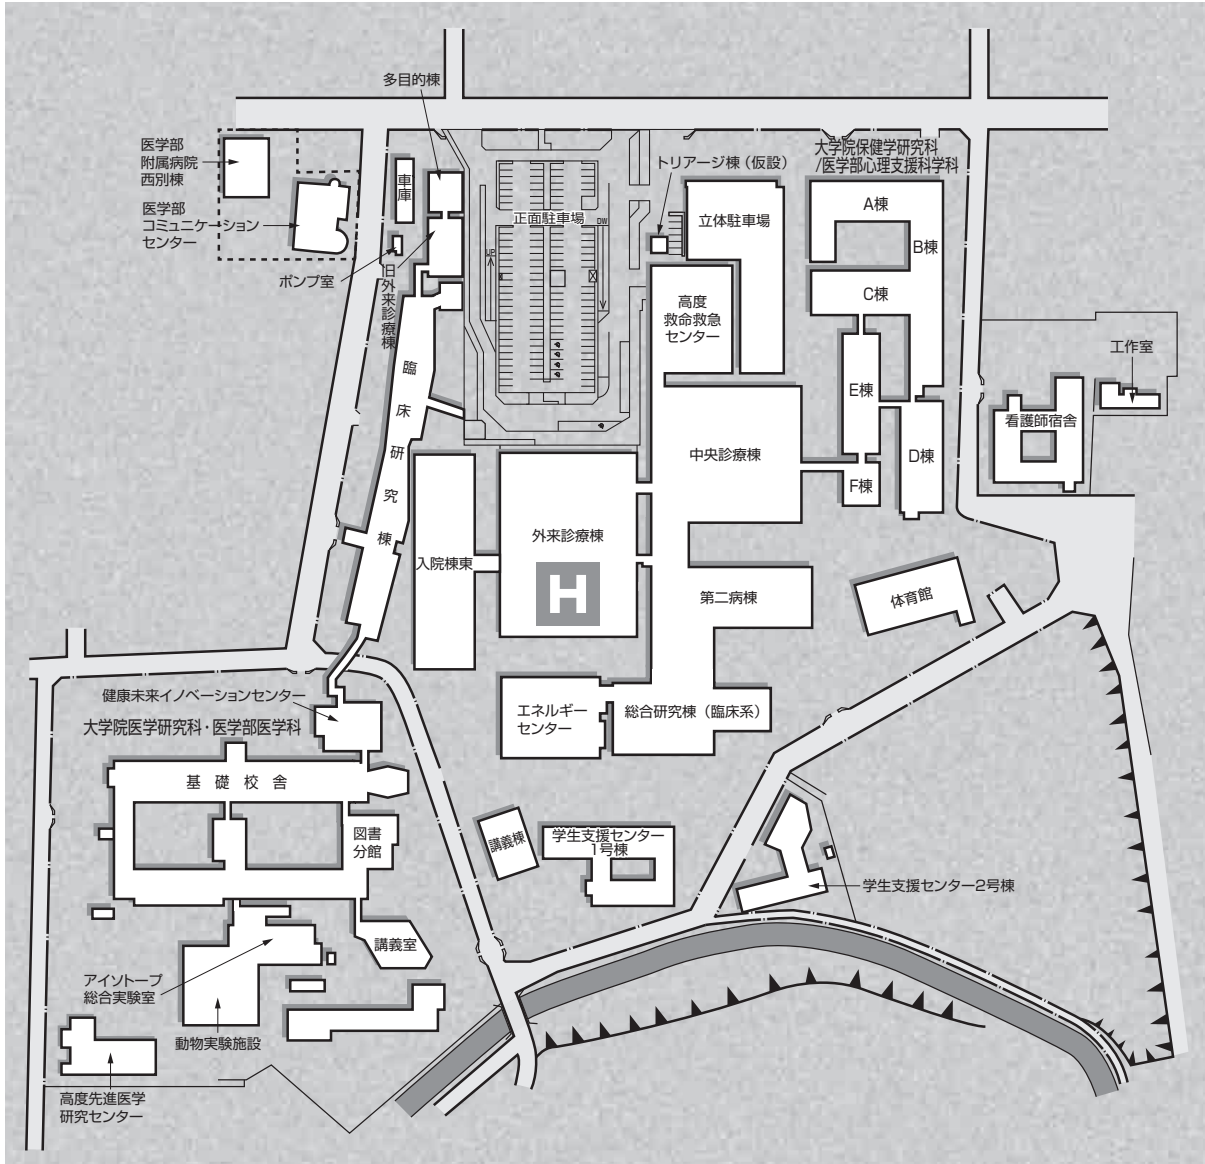 多目的棟
医学部
附属病院
西別棟
医学部
コミュニケーション
センター
車庫
ポンプ室
旧外来診療棟
正面駐車場
UP
DW
トリアージ棟（仮設）
大学院保健学研究科
/医学部心理支援科学科
立体駐車場
A棟
B棟
C棟
高度
救命救急
センター
E棟
D棟
F棟
工作室
看護師宿舎
臨床研究棟
中央診療棟
入院棟東
外来診療棟
H
第二病棟
体育館
健康未来イノベーションセンター
大学院医学研究科・医学部医学科
エネルギー
センター
総合研究棟（臨床系）
基礎校舎
図書
分館
講義棟
学生支援センター
1号棟
学生支援センター2号棟
講義室
アイソトープ
総合実験室
動物実験施設
高度先進医学
研究センター